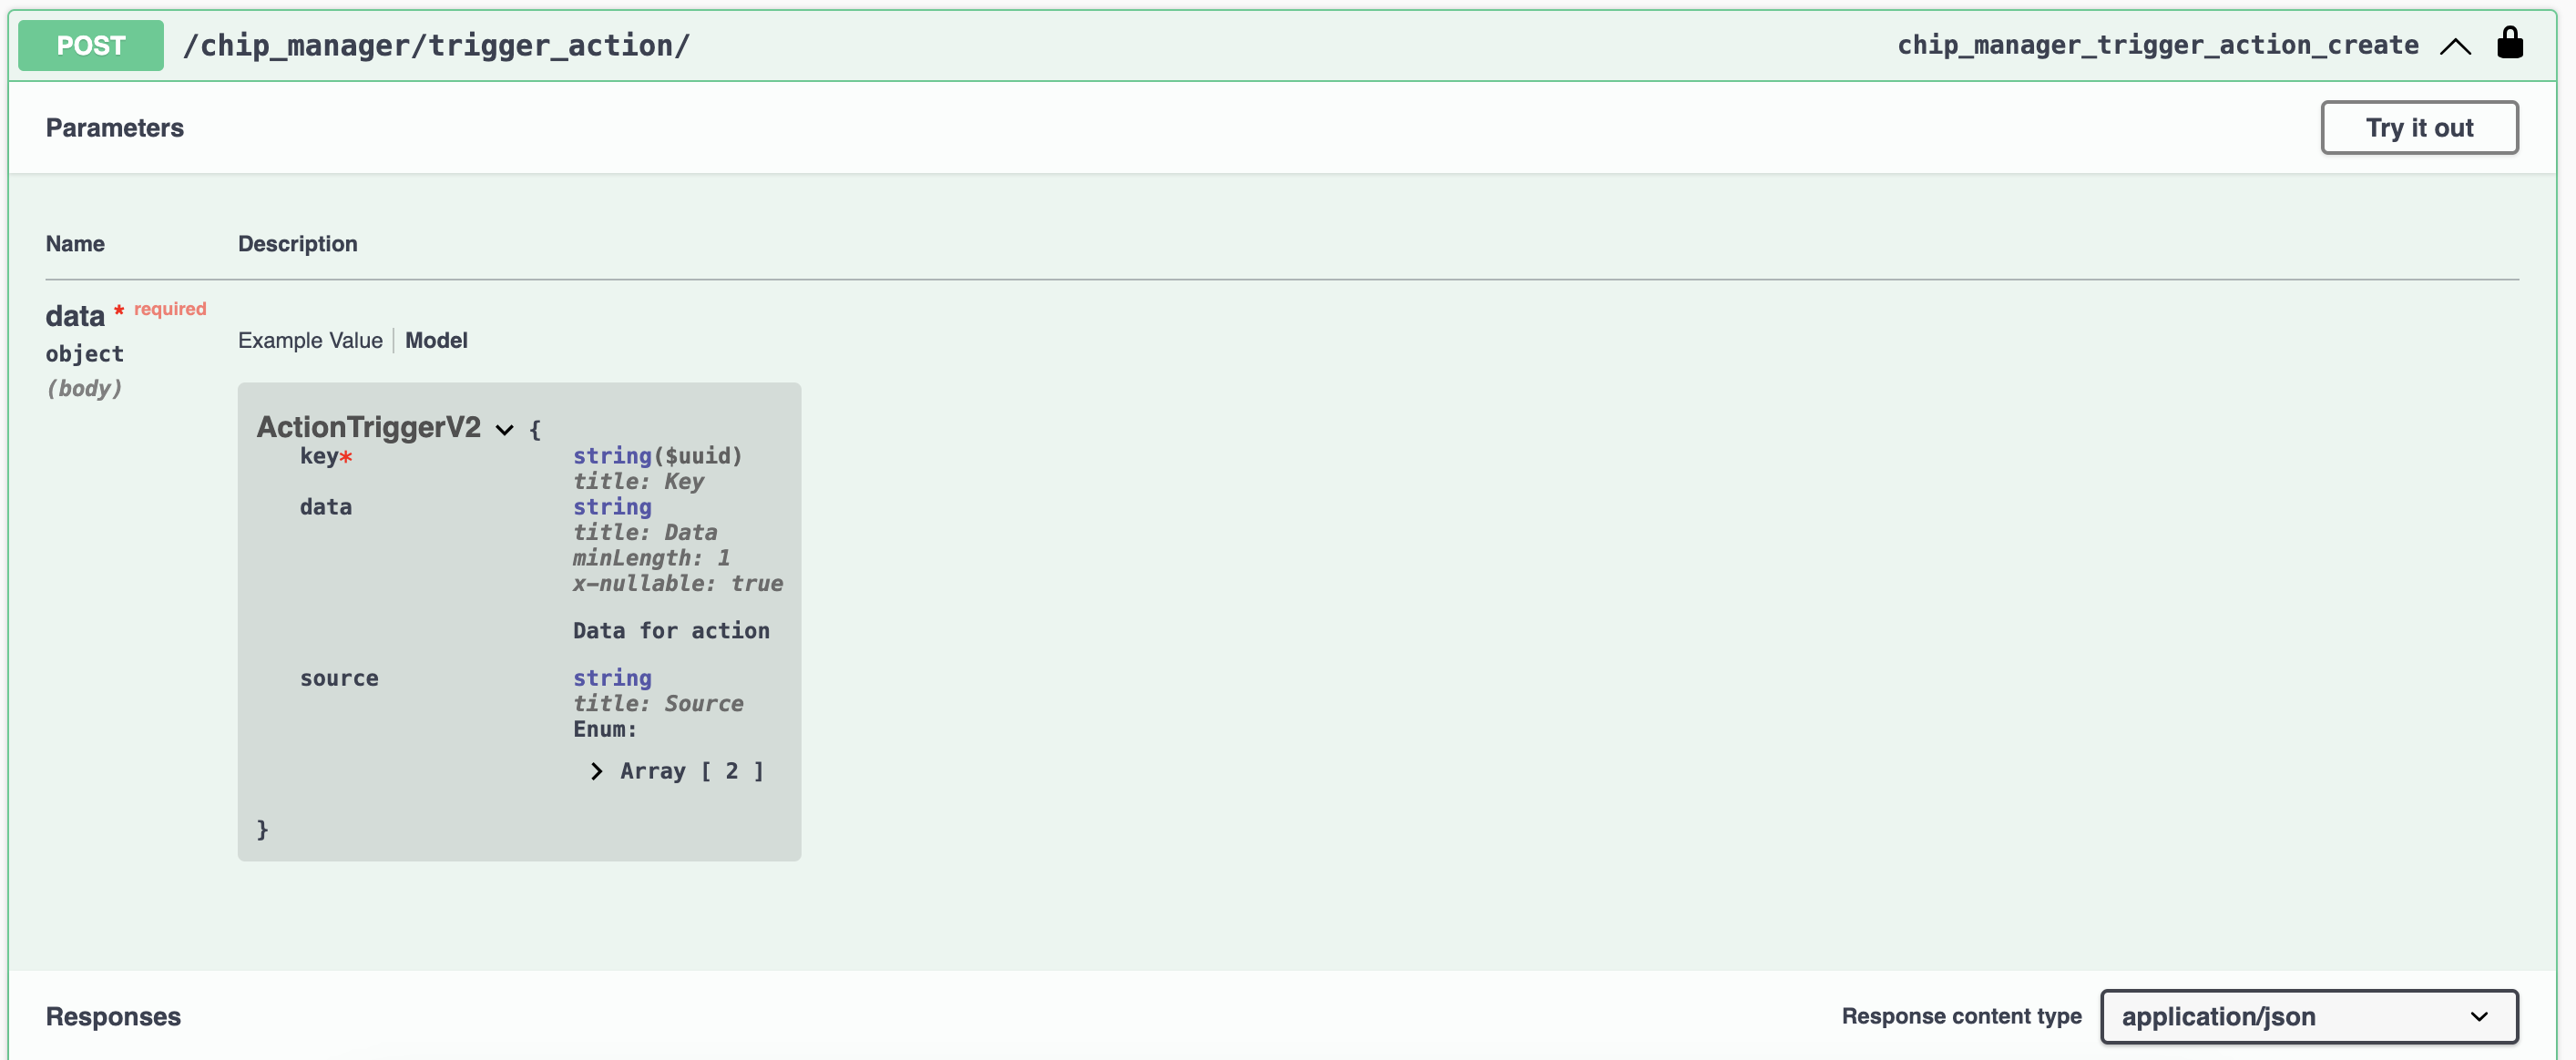 POST /chip_manager/trigger_action/ chip_manager_trigger_action_create
Parameters Try it out
Name Description
data * required
object
(body)
Example Value Model
ActionTriggerV2 {
key* string($uuid)
title: Key
data string
title: Data
minLength: 1
x-nullable: true
Data for action
source string
title: Source
Enum:
Array [ 2 ]
}
Responses Response content type application/json